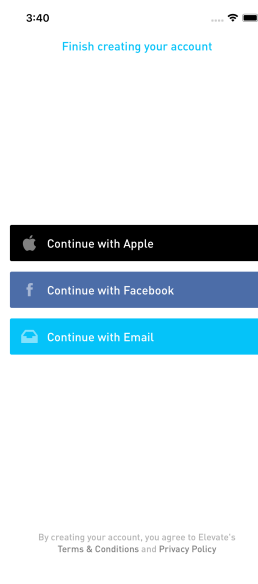 3:40
Finish creating your account
Continue with Apple
Continue with Facebook
Continue with Email
By creating your account, you agree to Elevate's
Terms & Conditions and Privacy Policy